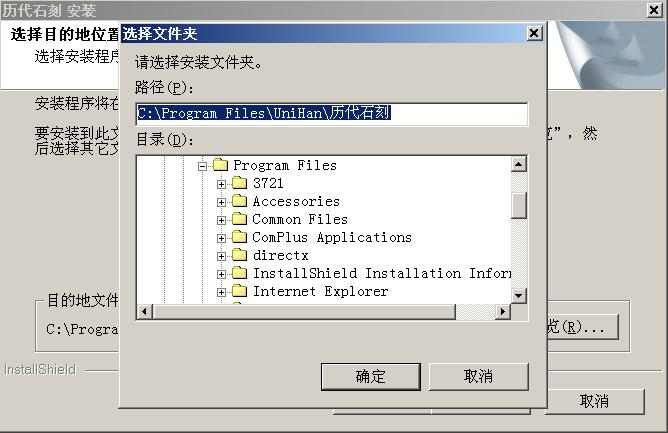 历代石刻 安装
选择目的地位置
选择安装程序
安装程序将在
要安装到此文
览”，然
后选择其它文
目的地文件
C:\Progra
览(R)...
InstallShield
取消
选择文件夹
请选择安装文件夹。
路径(P):
C:\Program Files\UniHan\历代石刻
目录(D):
Program Files
3721
Accessories
Common Files
ComPlus Applications
directx
InstallShield Installation Infor
Internet Explorer
确定
取消